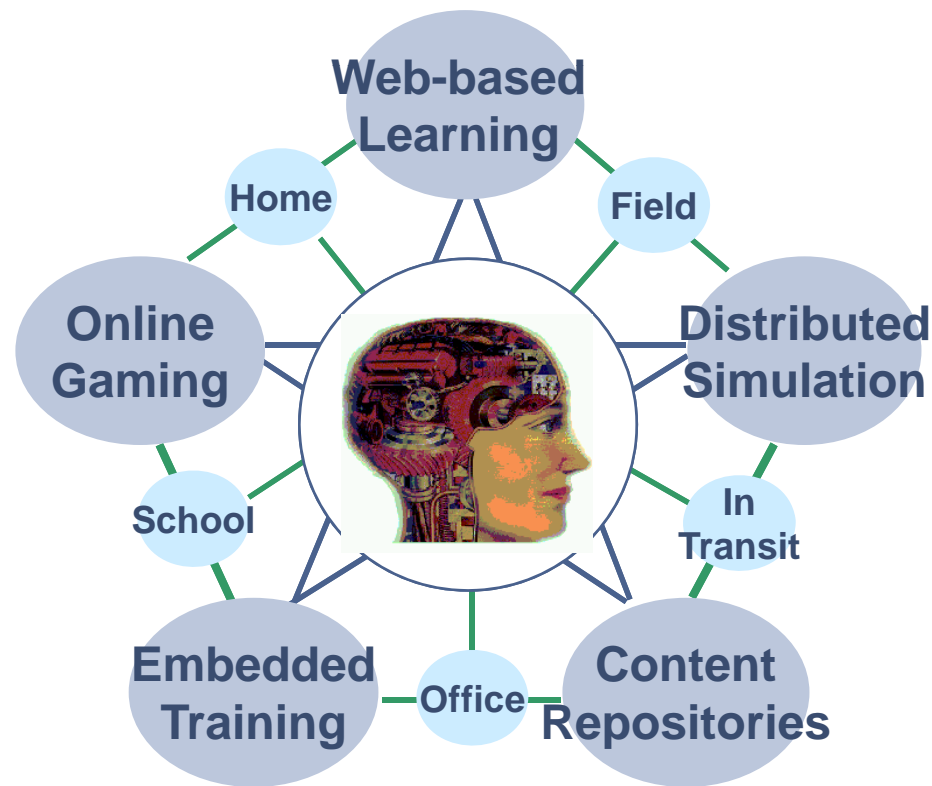 Web-based
Learning
Home
Field
Online
Gaming
Distributed
Simulation
School
In
Transit
Embedded
Training
Office
Content
Repositories